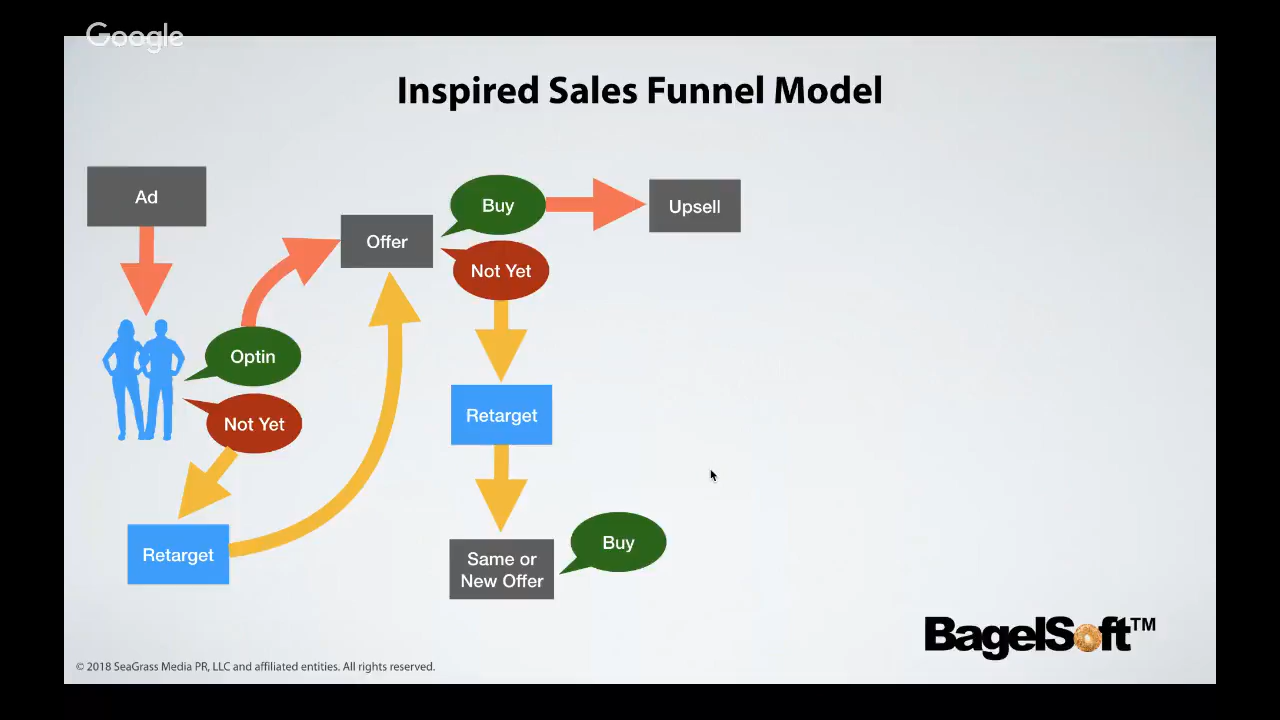 Google
Inspired Sales Funnel Model
Ad
Offer
Buy
Upsell
Not Yet
Optin
Not Yet
Retarget
Retarget
Same or
New Offer
Buy
BagelSoft™
© 2018 SeaGrass Media PR, LLC and affiliated entities. All rights reserved.